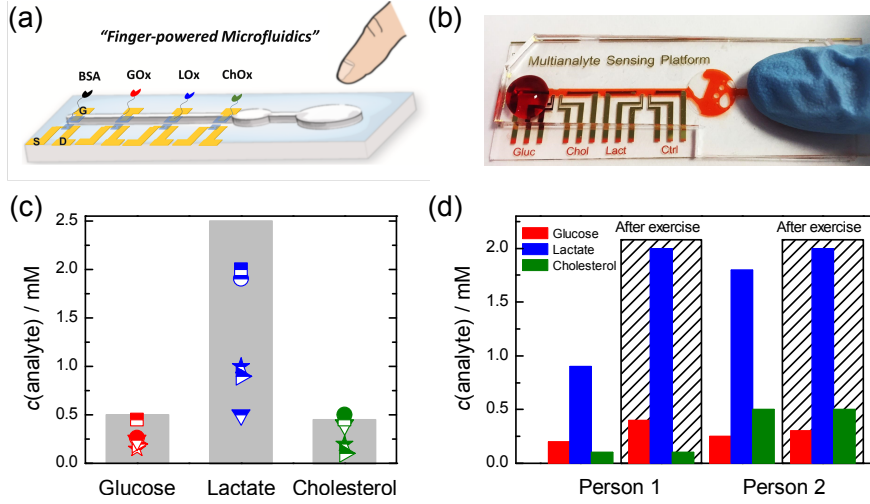 (a)
"Finger-powered Microfluidics"
BSA GOx LOx ChOx
G
S D
(b)
Multianalyte Sensing Platform
Gluc Chol Lact Ctrl
(c)
c(analyte) / mM
2.5
2.0
1.5
1.0
0.5
0.0
Glucose Lactate Cholesterol
(d)
c(analyte) / mM
2.0
1.5
1.0
0.5
0.0
Glucose
Lactate
Cholesterol
After exercise After exercise
Person 1 Person 2